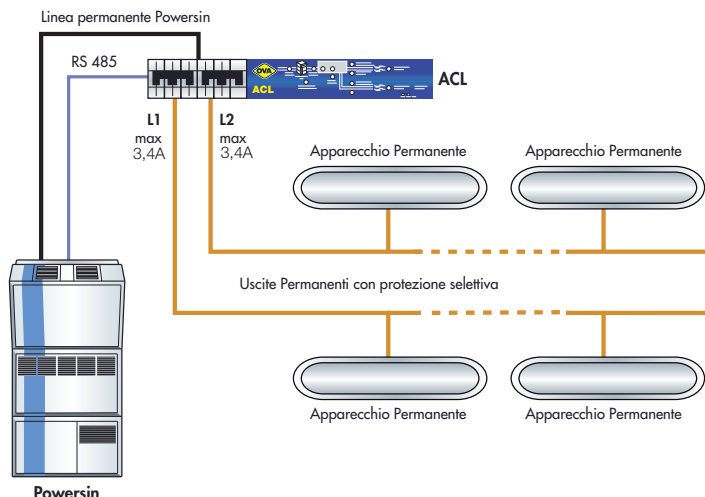 Linea permanente Powersin
RS 485
OVA
ACL
ACL
L1
max
3,4A
L2
max
3,4A
Apparecchio Permanente
Apparecchio Permanente
Uscite Permanenti con protezione selettiva
Apparecchio Permanente
Apparecchio Permanente
Powersin